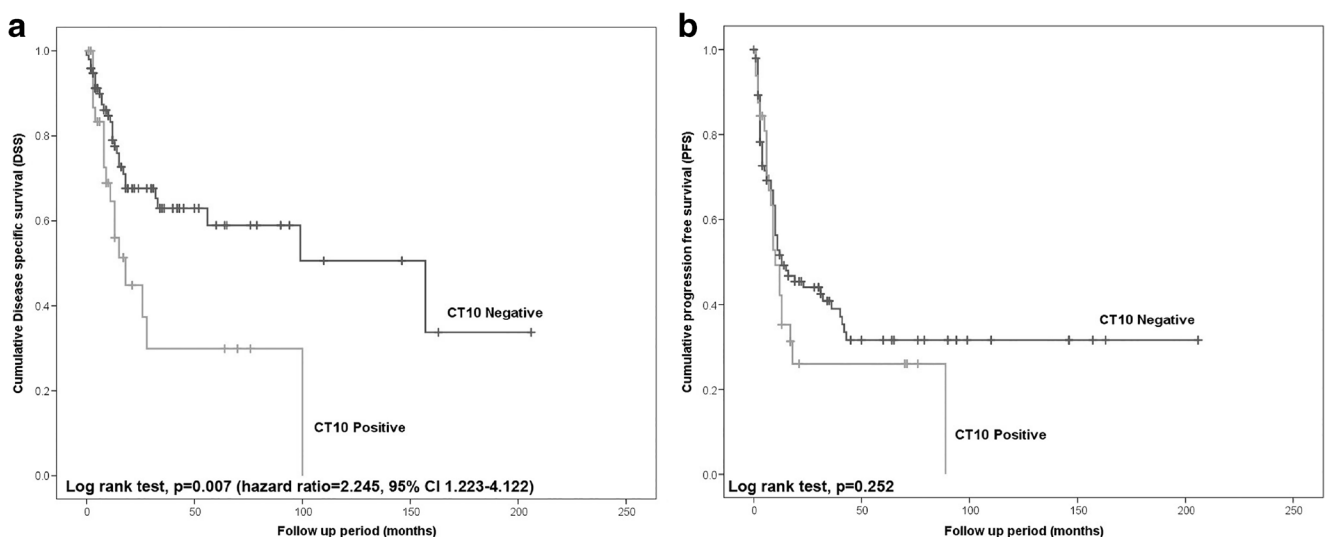 a
1.0
0.8
0.6
0.4
0.2
0.0
Cumulative Disease specific survival (DSS)
CT10 Negative
CT10 Positive
Log rank test, p=0.007 (hazard ratio=2.245, 95% CI 1.223-4.122)
0 50 100 150 200 250
Follow up period (months)
b
1.0
0.8
0.6
0.4
0.2
0.0
Cumulative progression free survival (PFS)
CT10 Negative
CT10 Positive
Log rank test, p=0.252
0 50 100 150 200 250
Follow up period (months)